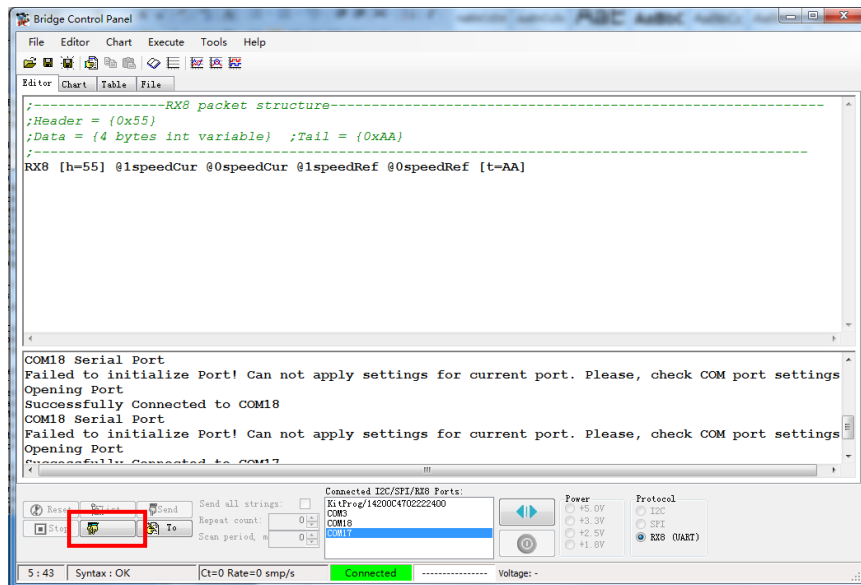 Bridge Control Panel
File Editor Chart Execute Tools Help
Editor Chart Table File
;----------------RX8 packet structure------------------------------------------------
;Header = {0x55}
;Data = {4 bytes int variable} ;Tail = {0xAA}
;------------------------------------------------------------------------------
RX8 [h=55] @1speedCur @0speedCur @1speedRef @0speedRef [t=AA]
COM18 Serial Port
Failed to initialize Port! Can not apply settings for current port. Please, check COM port settings
Opening Port
Successfully Connected to COM18
COM18 Serial Port
Failed to initialize Port! Can not apply settings for current port. Please, check COM port settings
Opening Port
Successfully Connected to COM17
Connected I2C/SPI/RX8 Ports:
Reset List Send Send all strings:
Stop To Repeat count: 0
Scan period, m 0
KitProg/14200C4702222400
COM3
COM18
COM17
Power
+5.0V
+3.3V
+2.5V
+1.8V
Protocol
I2C
SPI
RX8 (UART)
5 : 43 Syntax : OK Ct=0 Rate=0 smp/s Connected ---------------- Voltage: -